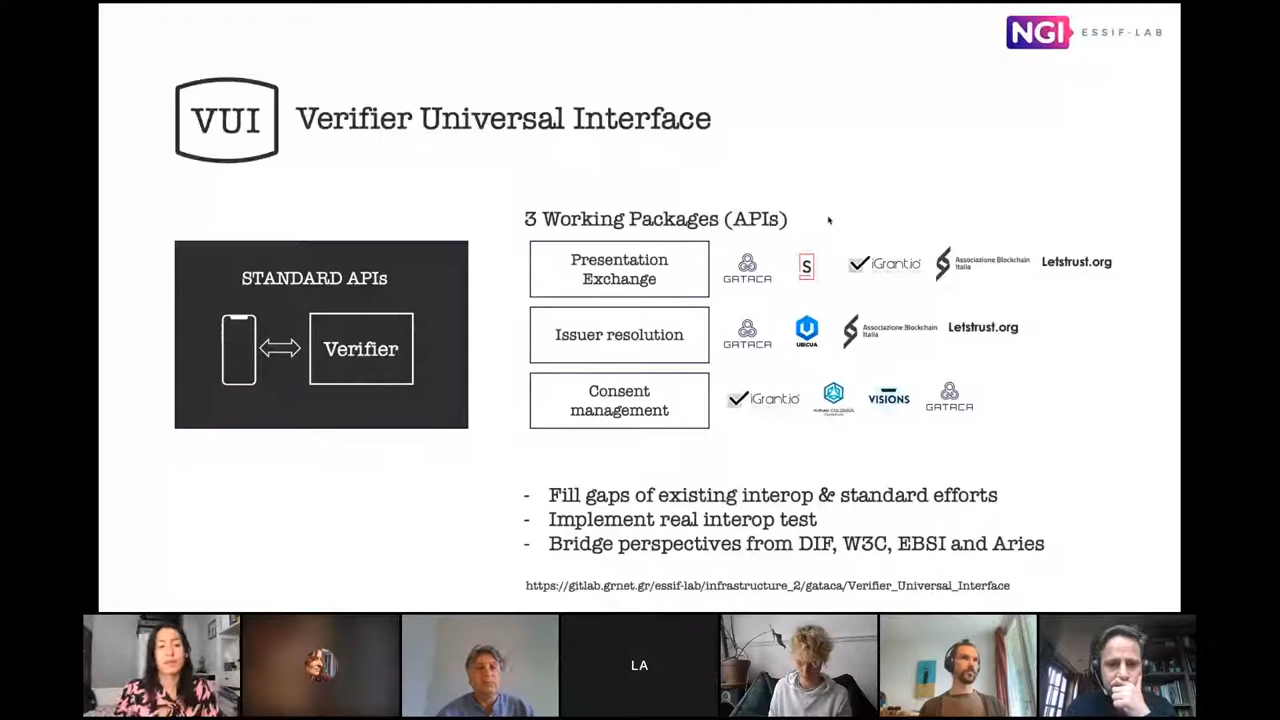 NGI ESSIF-LAB
VUI Verifier Universal Interface
3 Working Packages (APIs)
STANDARD APIs
Verifier
Presentation
Exchange
GATACA
S
iGrant.io
Associazione Blockchain
Italia
Letstrust.org
Issuer resolution
GATACA
UBICUA
Associazione Blockchain
Italia
Letstrust.org
Consent
management
iGrant.io
HUMAN COLOSSUS
FOUNDATION
VISIONS
GATACA
- Fill gaps of existing interop & standard efforts
- Implement real interop test
- Bridge perspectives from DIF, W3C, EBSI and Aries
https://gitlab.grnet.gr/essif-lab/infrastructure_2/gataca/Verifier_Universal_Interface
LA